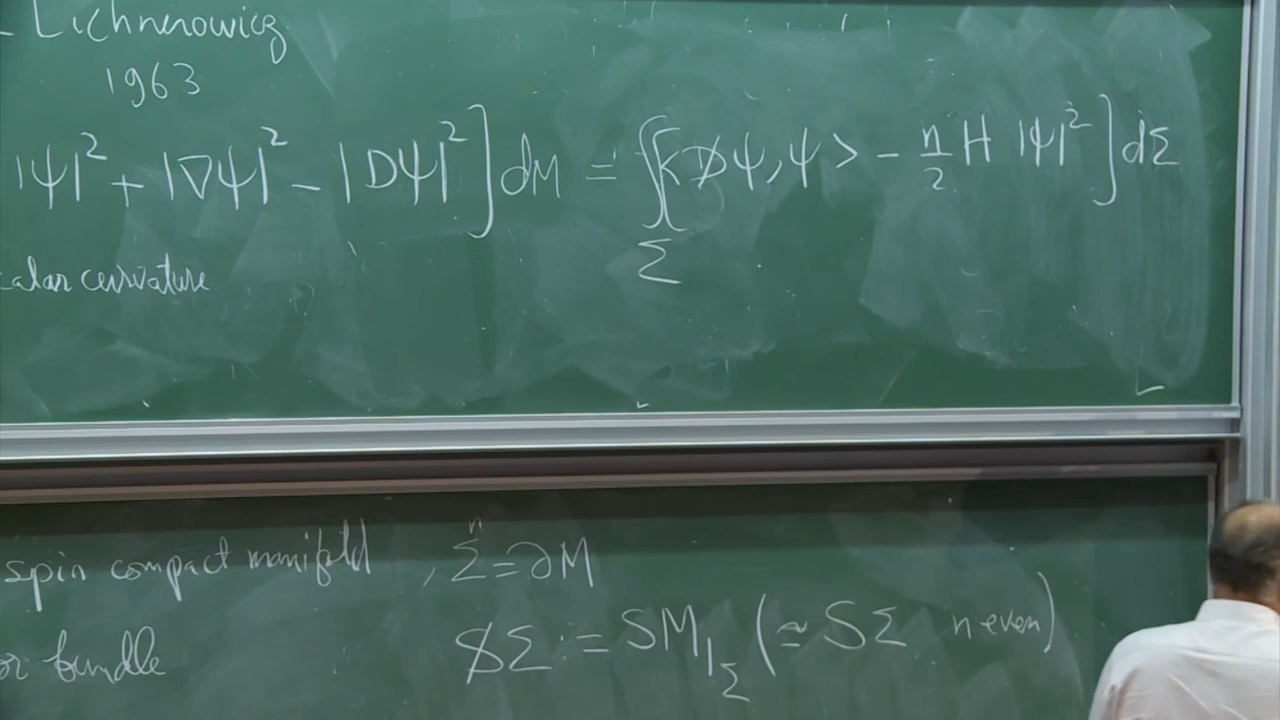 - Lichnerowicz
1963
|ψ|² + |∇ψ|² - |Dψ|² ] dM = ∫_Σ [ < D̸ψ, ψ > - n/2 H |ψ|² ] dΣ
calar curvature
spin compact manifold , Σⁿ = ∂M
or bundle S̸Σ := SM|_Σ ( ≃ SΣ n even )